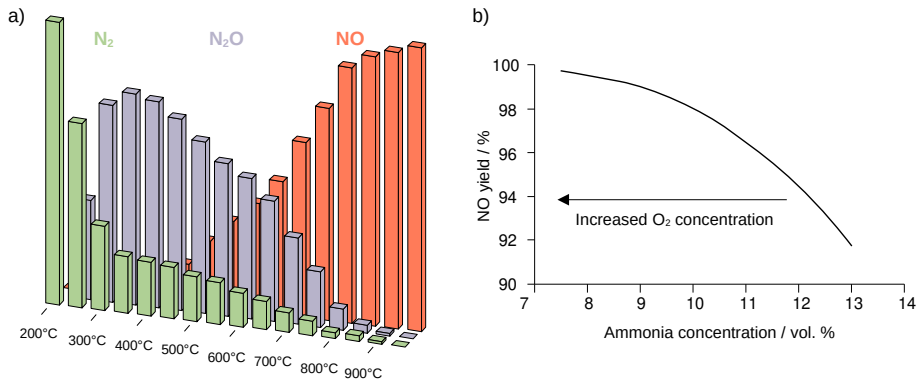 a)
N₂
N₂O
NO
200°C
300°C
400°C
500°C
600°C
700°C
800°C
900°C
b)
NO yield / %
100
98
96
94
92
90
Increased O₂ concentration
7 8 9 10 11 12 13 14
Ammonia concentration / vol. %